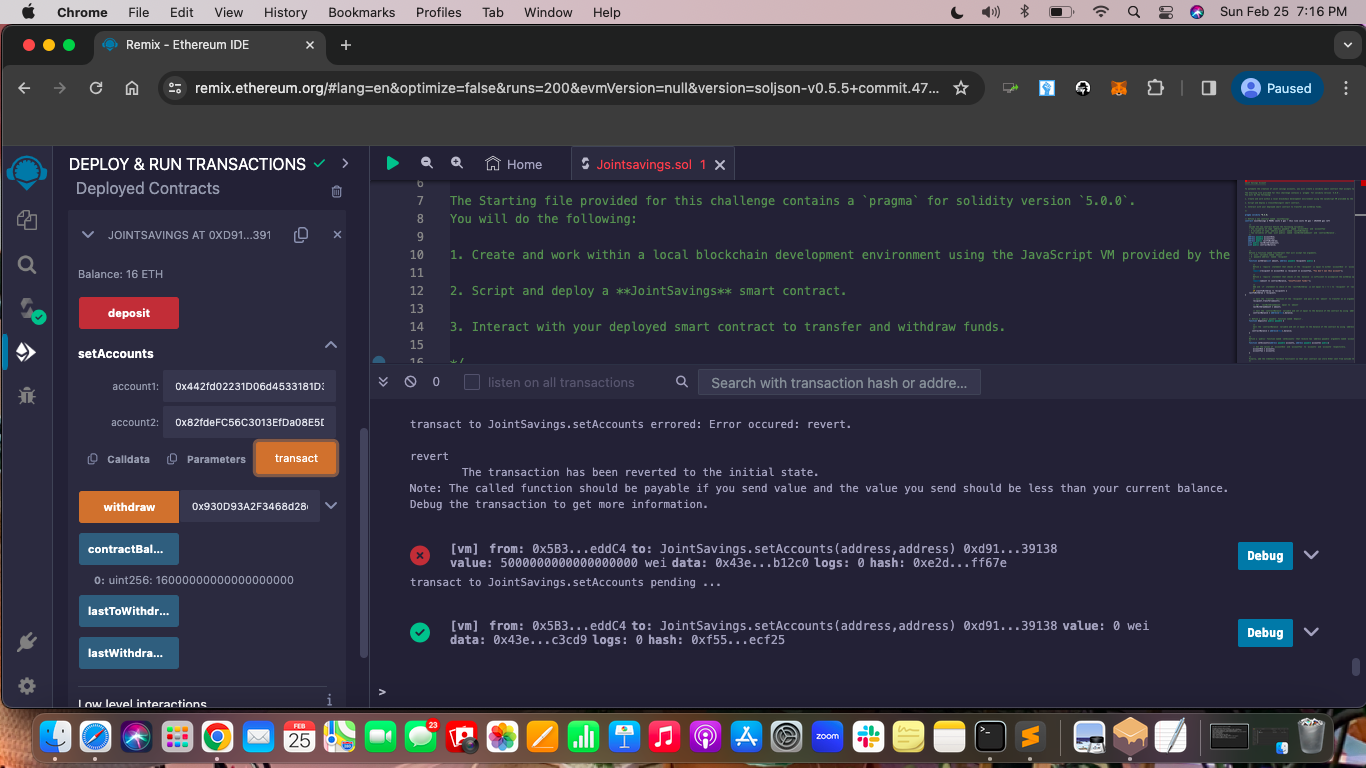 Chrome File Edit View History Bookmarks Profiles Tab Window Help Sun Feb 25 7:16 PM
Remix - Ethereum IDE
remix.ethereum.org/#lang=en&optimize=false&runs=200&evmVersion=null&version=soljson-v0.5.5+commit.47... Paused
DEPLOY & RUN TRANSACTIONS
Deployed Contracts
JOINTSAVINGS AT 0XD91...391
Balance: 16 ETH
deposit
setAccounts
account1: 0x442fd02231D06d4533181D3
account2: 0x82fdeFC56C3013EfDa08E5D
Calldata Parameters transact
withdraw 0x930D93A2F3468d28
contractBal...
0: uint256: 16000000000000000000
lastToWithdr...
lastWithdra...
Low level interactions
Home Jointsavings.sol 1
6
7 The Starting file provided for this challenge contains a `pragma` for solidity version `5.0.0`.
8 You will do the following:
9
10 1. Create and work within a local blockchain development environment using the JavaScript VM provided by the
11
12 2. Script and deploy a **JointSavings** smart contract.
13
14 3. Interact with your deployed smart contract to transfer and withdraw funds.
15
16 */
0 listen on all transactions Search with transaction hash or addre...
transact to JointSavings.setAccounts errored: Error occured: revert.
revert
The transaction has been reverted to the initial state.
Note: The called function should be payable if you send value and the value you send should be less than your current balance.
Debug the transaction to get more information.
[vm] from: 0x5B3...eddC4 to: JointSavings.setAccounts(address,address) 0xd91...39138
value: 5000000000000000000 wei data: 0x43e...b12c0 logs: 0 hash: 0xe2d...ff67e
Debug
transact to JointSavings.setAccounts pending ...
[vm] from: 0x5B3...eddC4 to: JointSavings.setAccounts(address,address) 0xd91...39138 value: 0 wei
data: 0x43e...c3cd9 logs: 0 hash: 0xf55...ecf25
Debug
>
FEB
25
23
zoom